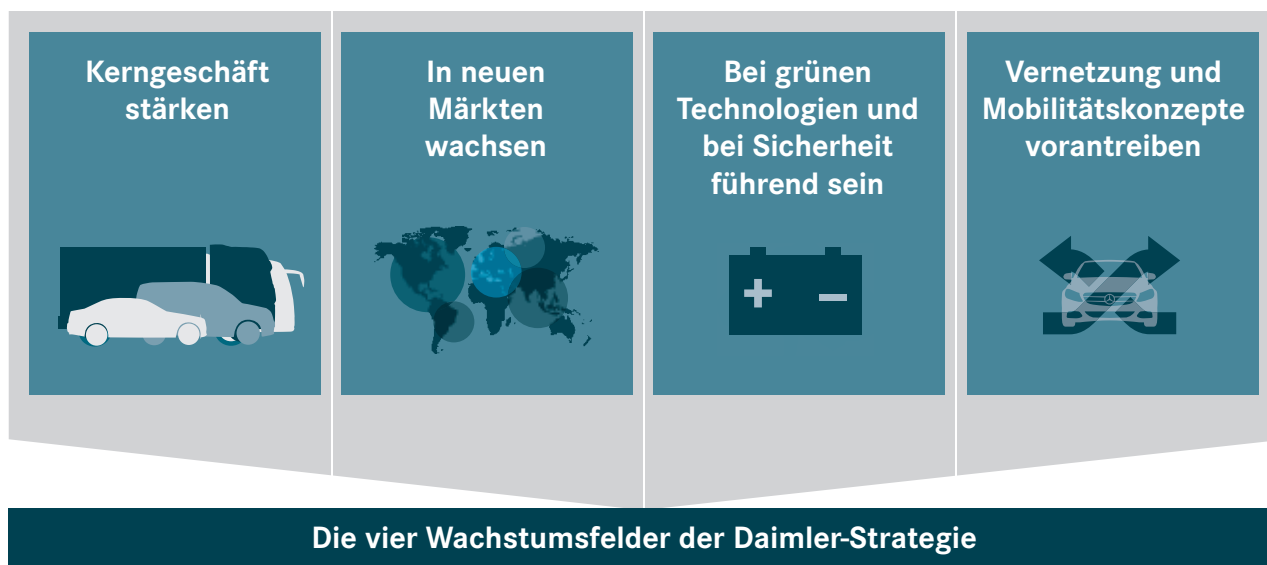 Kerngeschäft
stärken
In neuen
Märkten
wachsen
Bei grünen
Technologien und
bei Sicherheit
führend sein
Vernetzung und
Mobilitätskonzepte
vorantreiben
+ –
Die vier Wachstumsfelder der Daimler-Strategie